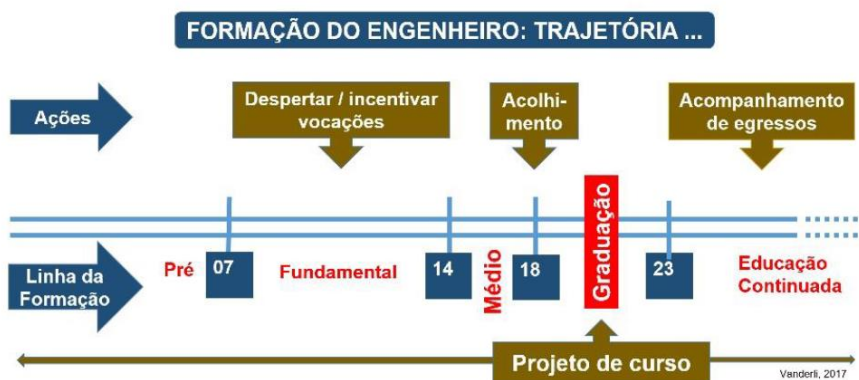 FORMAÇÃO DO ENGENHEIRO: TRAJETÓRIA ...
Ações
Despertar / incentivar
vocações
Acolhi-
mento
Acompanhamento
de egressos
Linha da
Formação
Pré
07
Fundamental
14
Médio
18
Graduação
23
Educação
Continuada
Projeto de curso
Vanderli, 2017